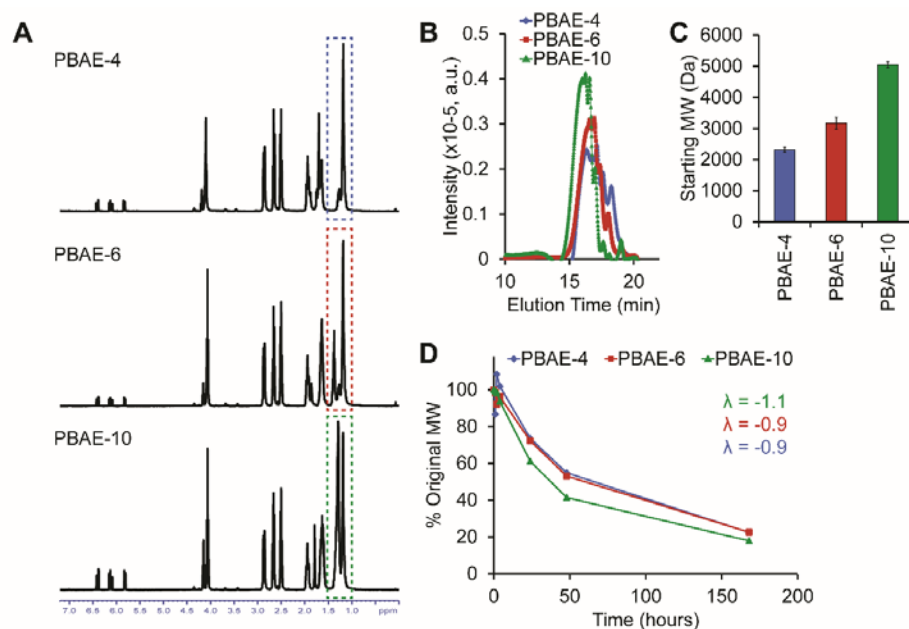 A
PBAE-4
PBAE-6
PBAE-10
7.0 6.5 6.0 5.5 5.0 4.5 4.0 3.5 3.0 2.5 2.0 1.5 1.0 ppm
B
PBAE-4
PBAE-6
PBAE-10
Intensity (x10-5, a.u.)
0.5
0.4
0.3
0.2
0.1
0
10 15 20
Elution Time (min)
C
Starting MW (Da)
6000
5000
4000
3000
2000
1000
0
PBAE-4
PBAE-6
PBAE-10
D
PBAE-4 PBAE-6 PBAE-10
% Original MW
100
80
60
40
20
0
λ = -1.1
λ = -0.9
λ = -0.9
0 50 100 150 200
Time (hours)